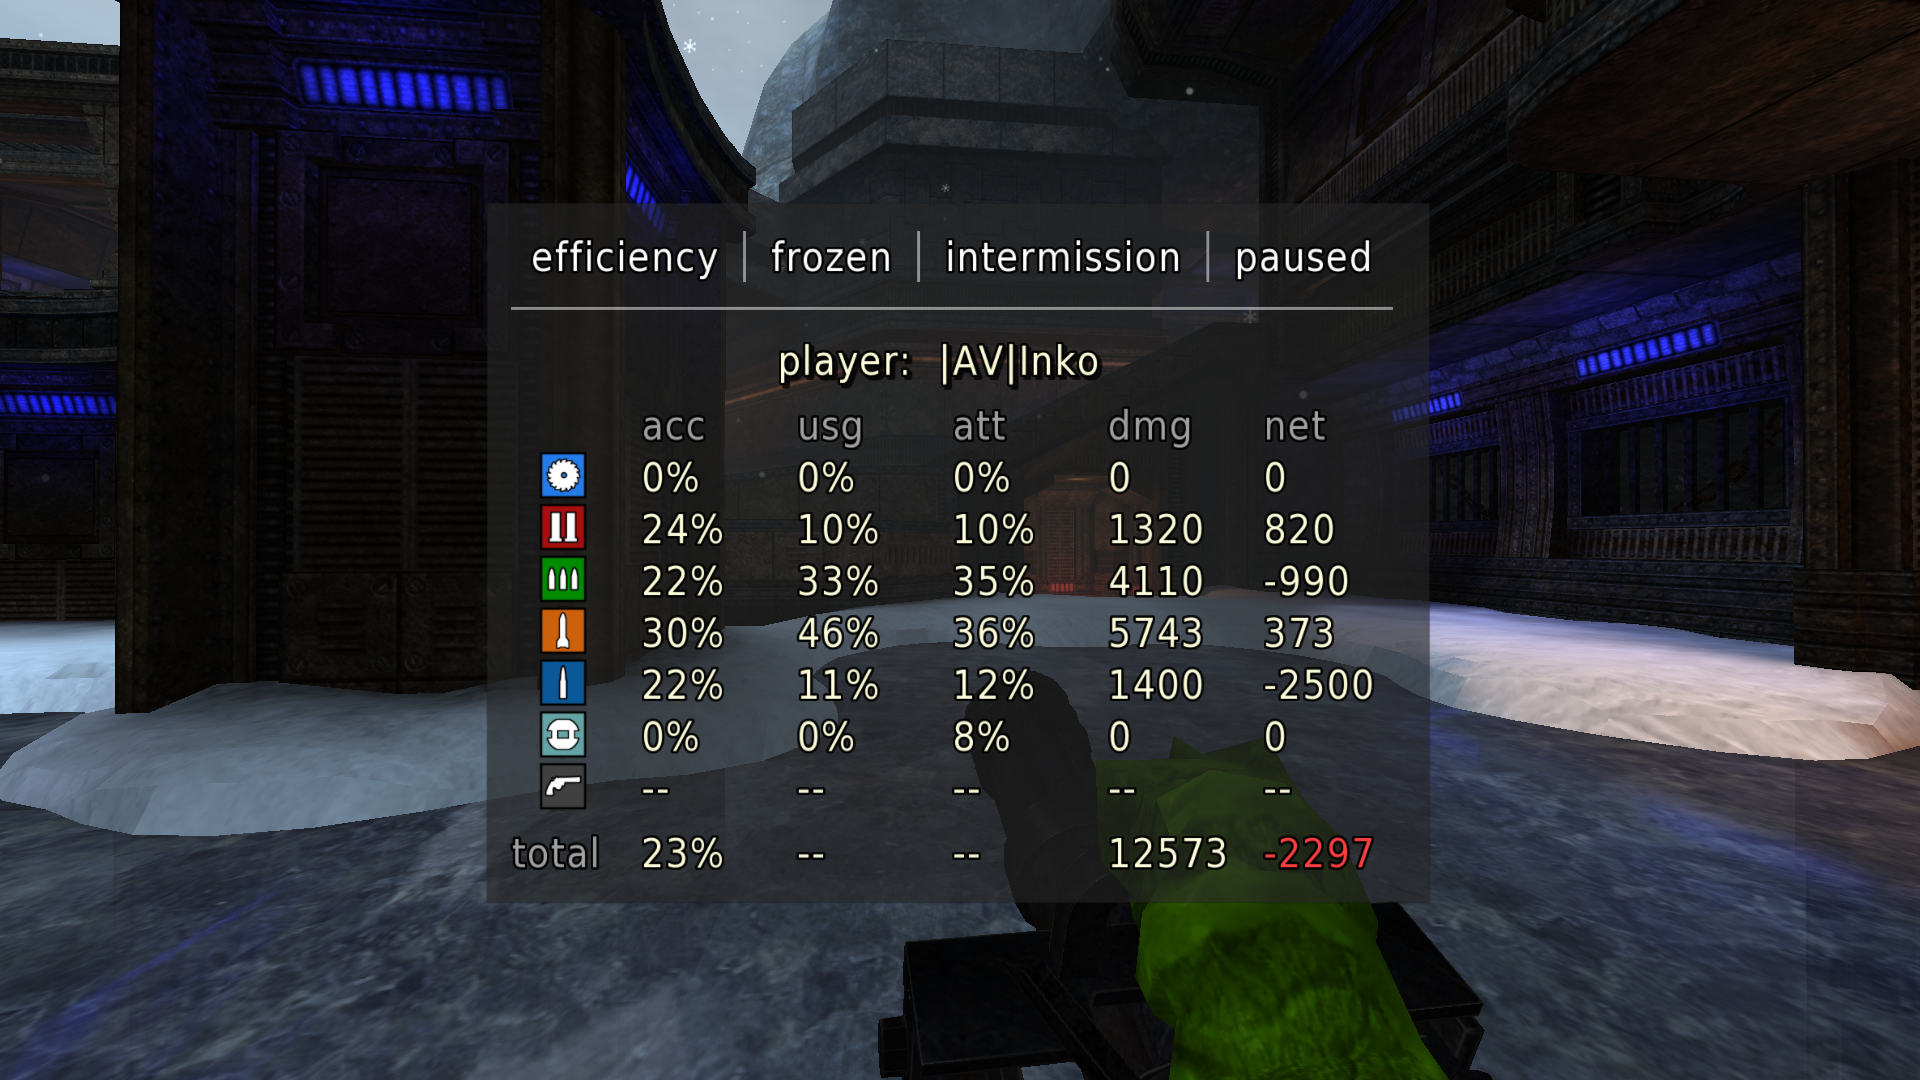 efficiency | frozen | intermission | paused
player: |AV|Inko
acc usg att dmg net
0% 0% 0% 0 0
24% 10% 10% 1320 820
22% 33% 35% 4110 -990
30% 46% 36% 5743 373
22% 11% 12% 1400 -2500
0% 0% 8% 0 0
-- -- -- -- --
total 23% -- -- 12573 -2297